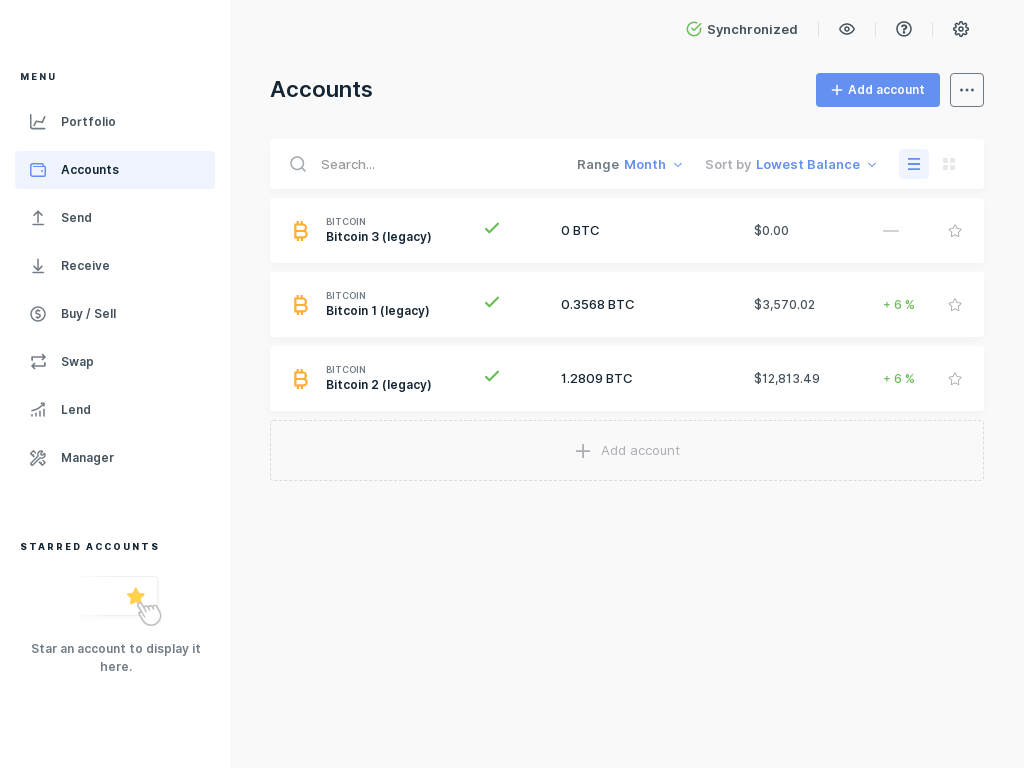 Synchronized
MENU
Portfolio
Accounts
Send
Receive
Buy / Sell
Swap
Lend
Manager
STARRED ACCOUNTS
Star an account to display it
here.
Accounts
Add account
Search...
Range Month
Sort by Lowest Balance
BITCOIN
Bitcoin 3 (legacy)
0 BTC
$0.00
—
BITCOIN
Bitcoin 1 (legacy)
0.3568 BTC
$3,570.02
+ 6 %
BITCOIN
Bitcoin 2 (legacy)
1.2809 BTC
$12,813.49
+ 6 %
Add account